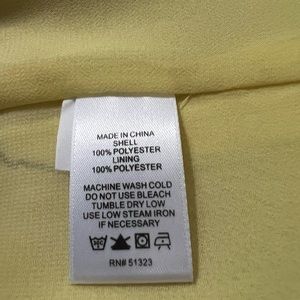 MADE IN CHINA
SHELL
100% POLYESTER
LINING
100% POLYESTER
MACHINE WASH COLD
DO NOT USE BLEACH
TUMBLE DRY LOW
USE LOW STEAM IRON
IF NECESSARY
RN# 51323